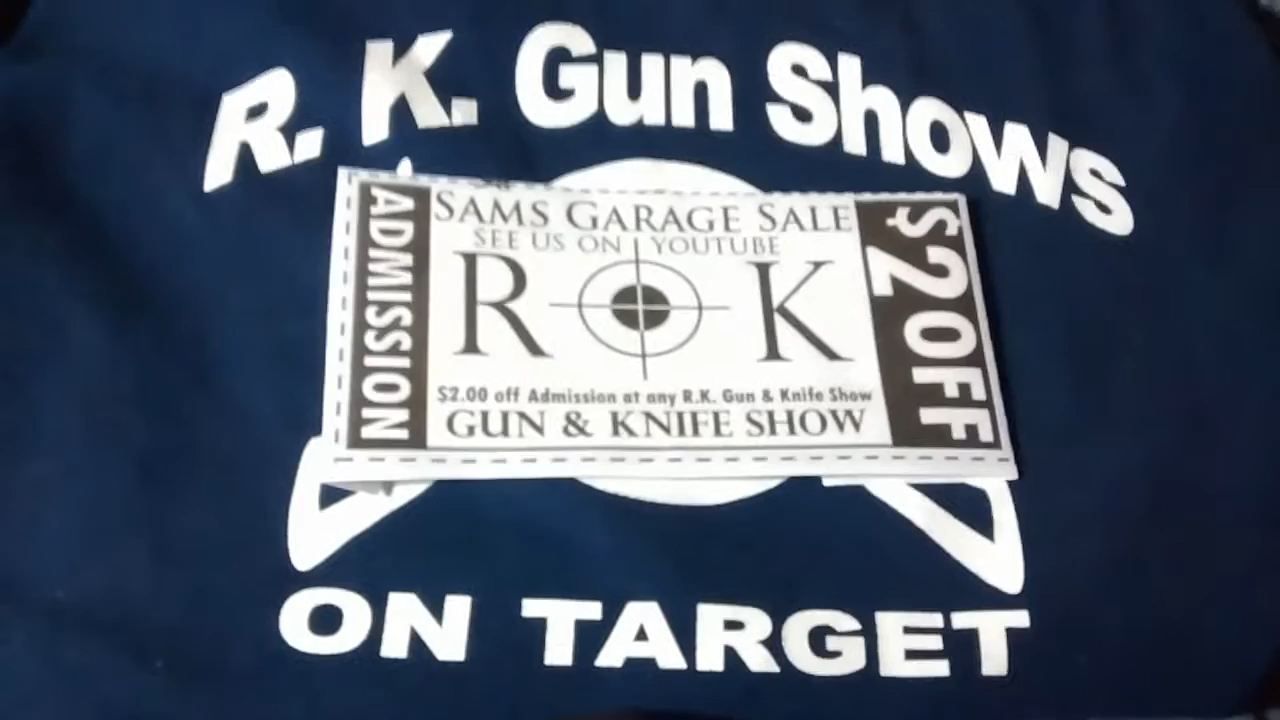 R. K. Gun Shows
ADMISSION
SAMS GARAGE SALE
SEE US ON YOUTUBE
R K
$2.00 off Admission at any R.K. Gun & Knife Show
GUN & KNIFE SHOW
$2 OFF
ON TARGET